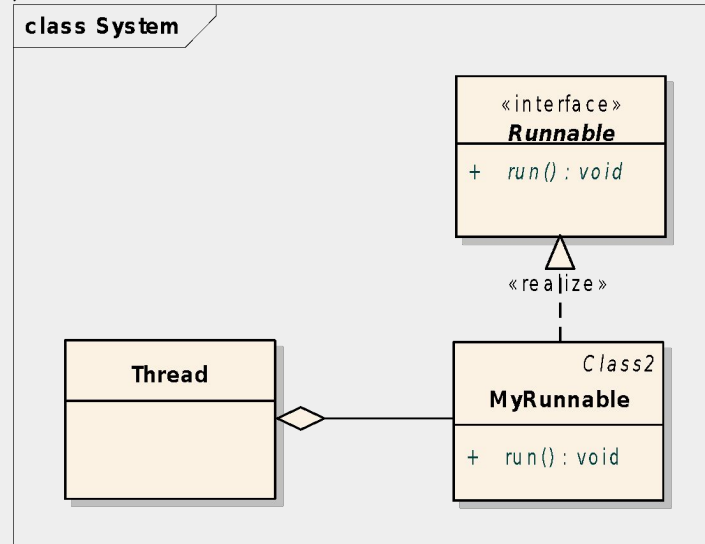 class System
«interface»
Runnable
+ run() : void
«realize»
Thread
Class2
MyRunnable
+ run() : void